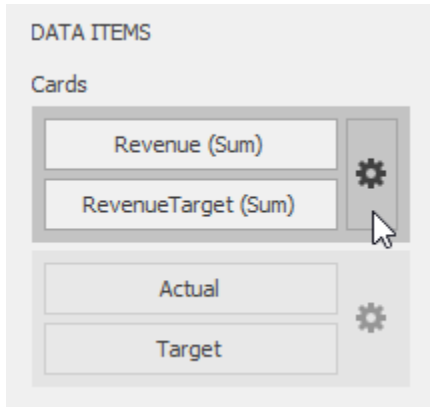 DATA ITEMS
Cards
Revenue (Sum)
RevenueTarget (Sum)
Actual
Target